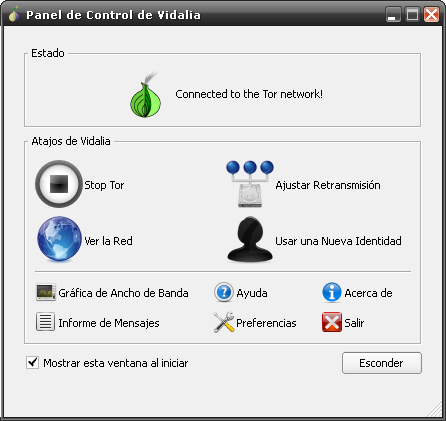 Panel de Control de Vidalia
Estado
Connected to the Tor network!
Atajos de Vidalia
Stop Tor
Ajustar Retransmisión
Ver la Red
Usar una Nueva Identidad
Gráfica de Ancho de Banda
Ayuda
Acerca de
Informe de Mensajes
Preferencias
Salir
Mostrar esta ventana al iniciar
Esconder